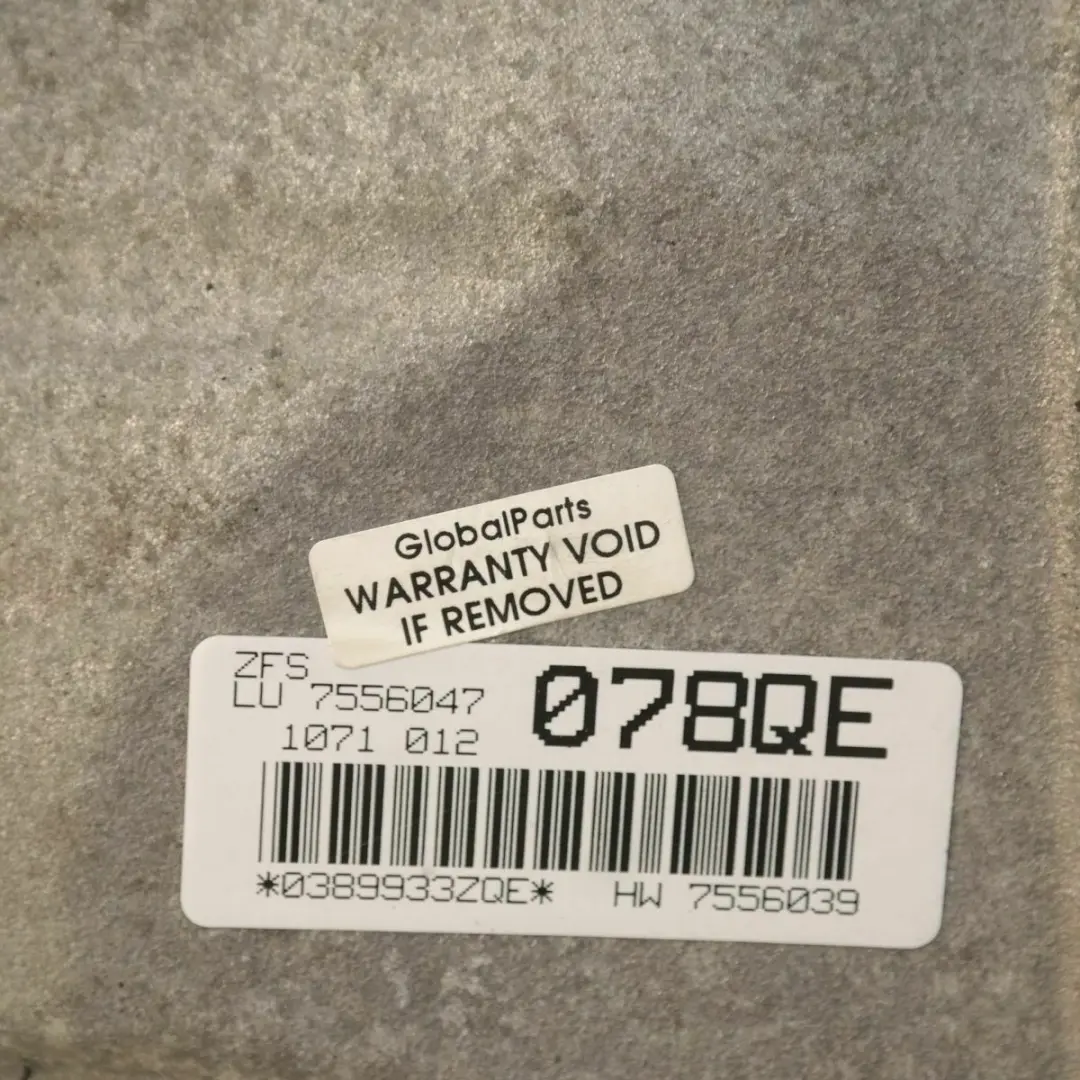 GlobalParts
WARRANTY VOID
IF REMOVED
ZFS
LU 7556047
1071 012
078QE
*0389933ZQE* HW 7556039